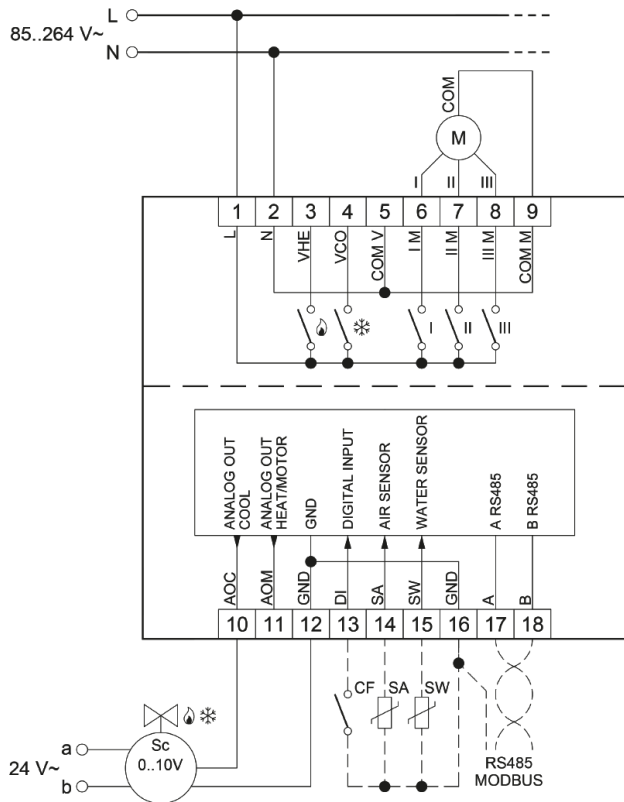 L
85..264 V~
N
COM
M
I
II
III
1 2 3 4 5 6 7 8 9
L
N
VHE
VCO
COM V
I M
II M
III M
COM M
I
II
III
ANALOG OUT
COOL
ANALOG OUT
HEAT/MOTOR
GND
DIGITAL INPUT
AIR SENSOR
WATER SENSOR
A RS485
B RS485
AOC
AOM
GND
DI
SA
SW
GND
A
B
10 11 12 13 14 15 16 17 18
CF SA SW
a
24 V~
b
Sc
0..10V
RS485
MODBUS